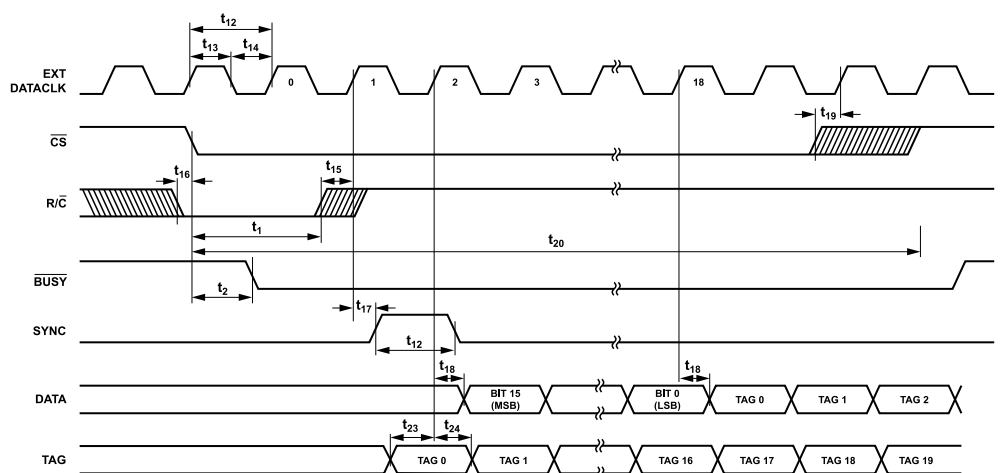 t12
t13 t14
EXT DATACLK
0 1 2 3 18
t19
CS
t16
t15
R/C
t1
t20
BUSY
t2
t17
SYNC
t12
t18 t18
DATA
BIT 15 (MSB)
BIT 0 (LSB)
TAG 0 TAG 1 TAG 2
t23 t24
TAG
TAG 0 TAG 1 TAG 16 TAG 17 TAG 18 TAG 19